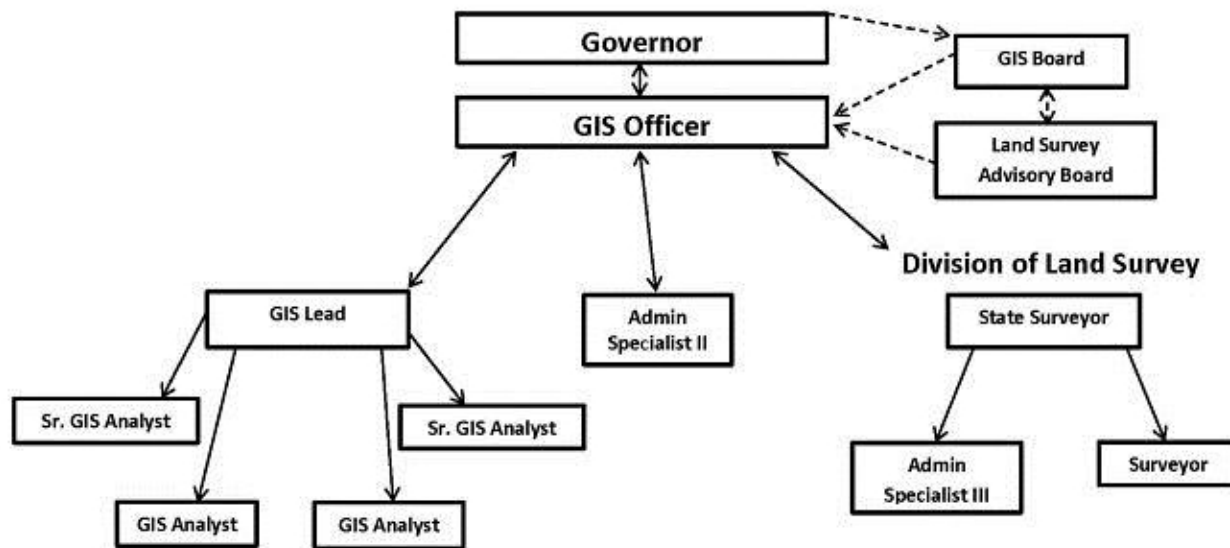 Governor
GIS Board
GIS Officer
Land Survey
Advisory Board
Division of Land Survey
GIS Lead
Admin
Specialist II
State Surveyor
Sr. GIS Analyst
Sr. GIS Analyst
Admin
Specialist III
Surveyor
GIS Analyst
GIS Analyst